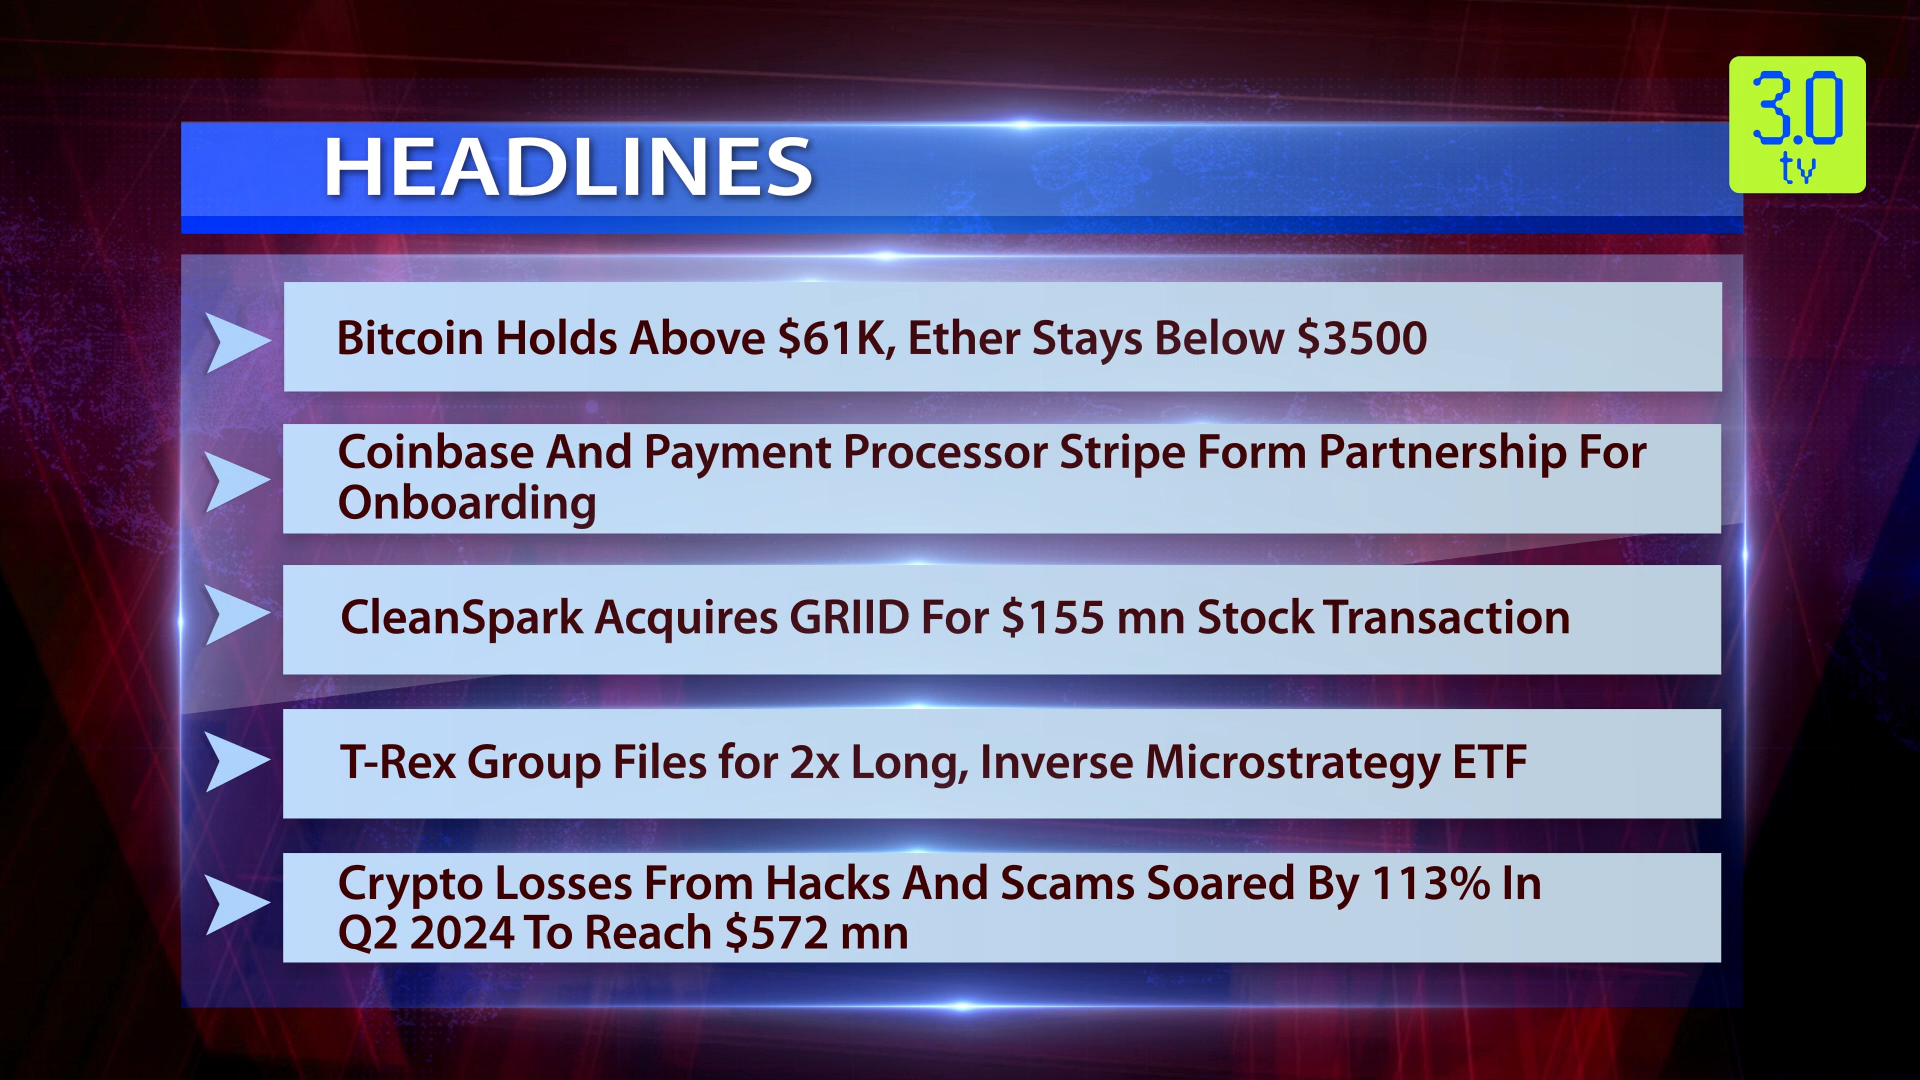 3.0
tv
HEADLINES
Bitcoin Holds Above $61K, Ether Stays Below $3500
Coinbase And Payment Processor Stripe Form Partnership For
Onboarding
CleanSpark Acquires GRIID For $155 mn Stock Transaction
T-Rex Group Files for 2x Long, Inverse Microstrategy ETF
Crypto Losses From Hacks And Scams Soared By 113% In
Q2 2024 To Reach $572 mn